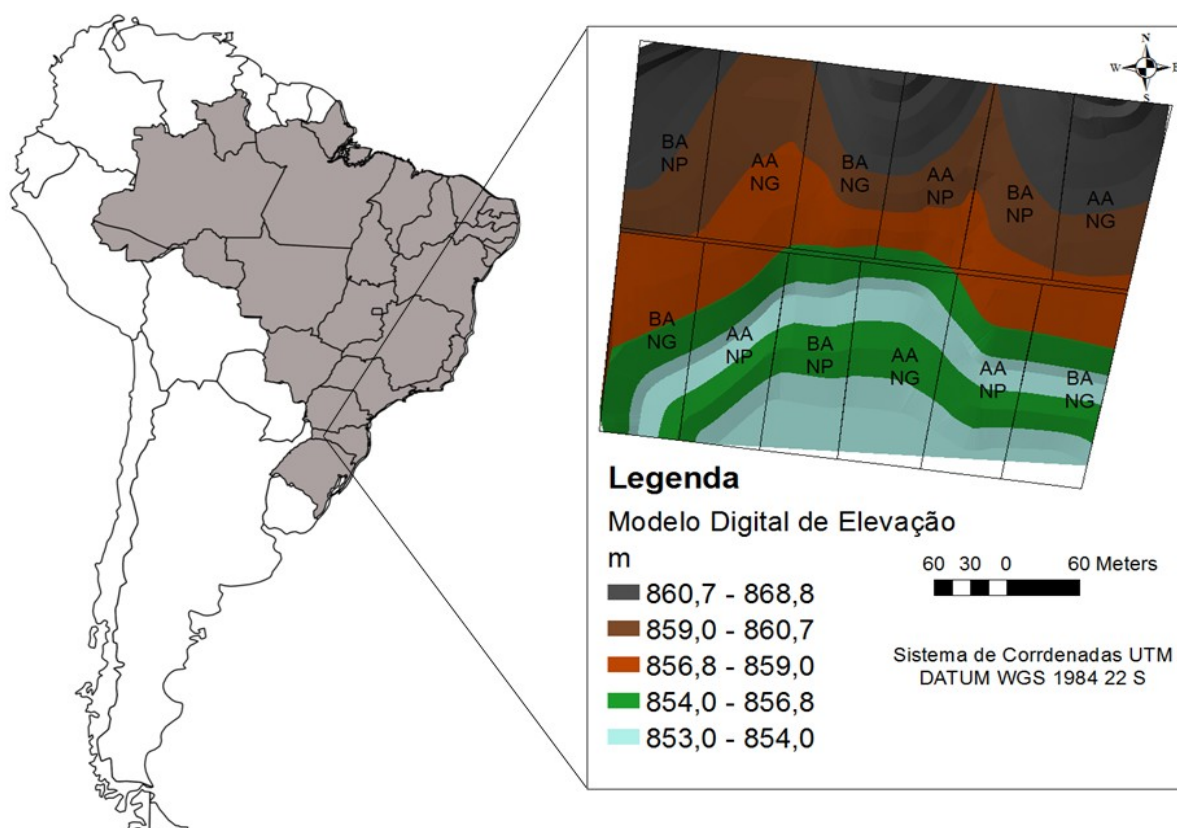 N
W E
S
BA
NP
AA
NG
BA
NG
AA
NP
BA
NP
AA
NG
BA
NG
AA
NP
BA
NP
AA
NG
AA
NP
BA
NG
Legenda
Modelo Digital de Elevação
m
860,7 - 868,8
859,0 - 860,7
856,8 - 859,0
854,0 - 856,8
853,0 - 854,0
60 30 0 60 Meters
Sistema de Corrdenadas UTM
DATUM WGS 1984 22 S